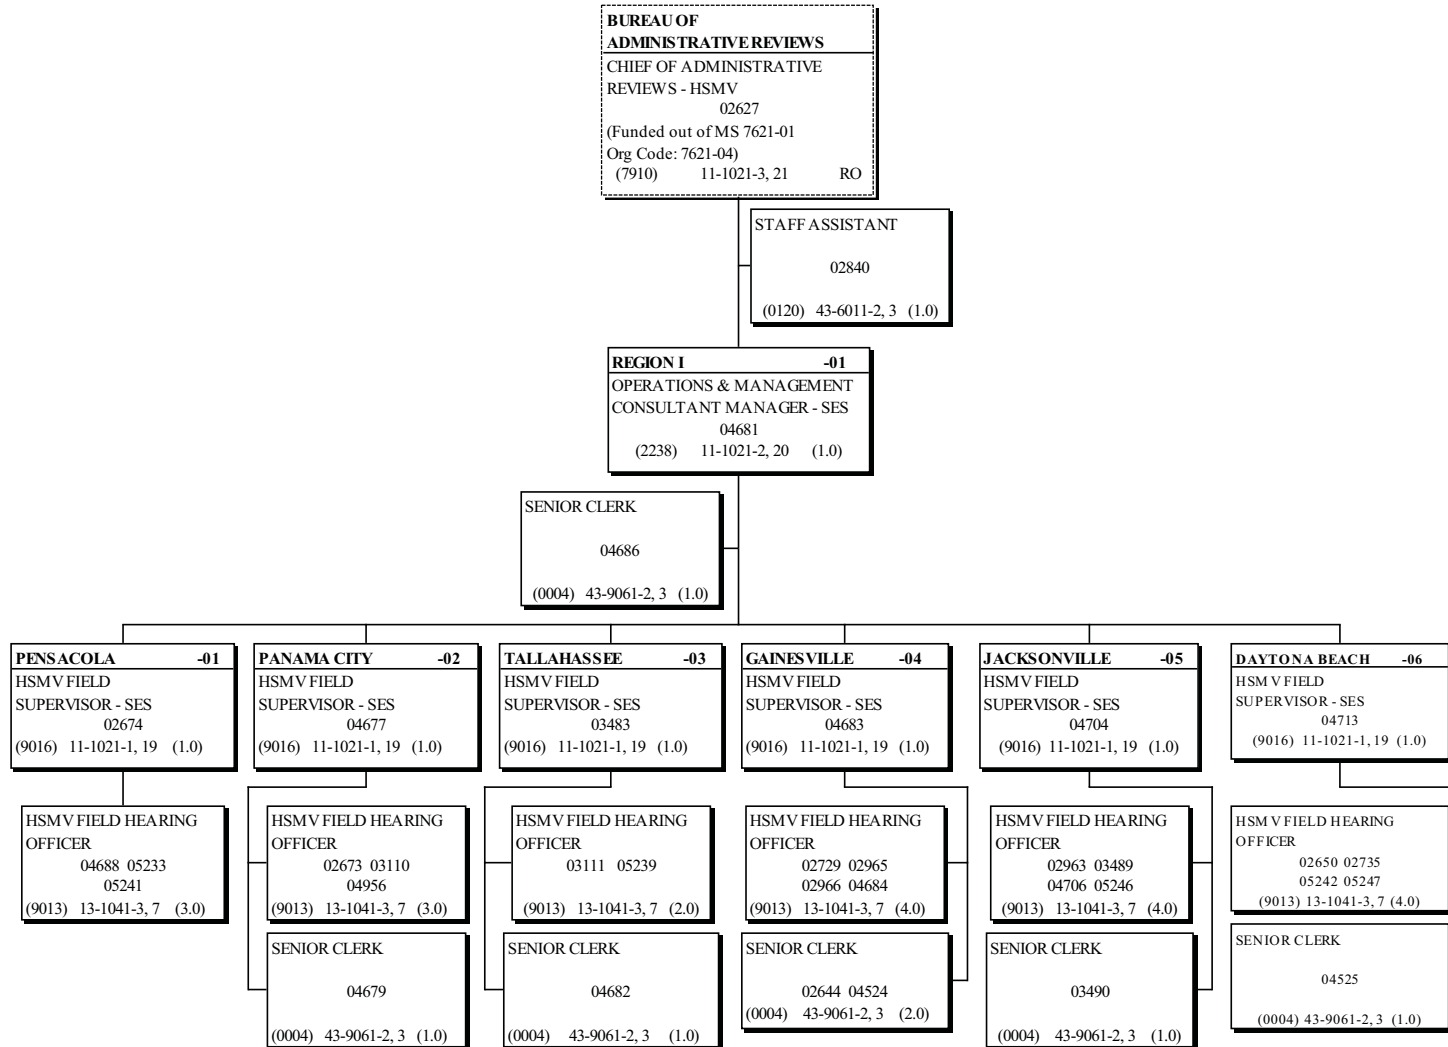 BUREAU OF
ADMINISTRATIVE REVIEWS
CHIEF OF ADMINISTRATIVE
REVIEWS - HSMV
02627
(Funded out of MS 7621-01
Org Code: 7621-04)
(7910) 11-1021-3, 21 RO
STAFF ASSISTANT
02840
(0120) 43-6011-2, 3 (1.0)
REGION I -01
OPERATIONS & MANAGEMENT
CONSULTANT MANAGER - SES
04681
(2238) 11-1021-2, 20 (1.0)
SENIOR CLERK
04686
(0004) 43-9061-2, 3 (1.0)
PENSACOLA -01
HSMV FIELD
SUPERVISOR - SES
02674
(9016) 11-1021-1, 19 (1.0)
PANAMA CITY -02
HSMV FIELD
SUPERVISOR - SES
04677
(9016) 11-1021-1, 19 (1.0)
TALLAHASSEE -03
HSMV FIELD
SUPERVISOR - SES
03483
(9016) 11-1021-1, 19 (1.0)
GAINESVILLE -04
HSMV FIELD
SUPERVISOR - SES
04683
(9016) 11-1021-1, 19 (1.0)
JACKSONVILLE -05
HSMV FIELD
SUPERVISOR - SES
04704
(9016) 11-1021-1, 19 (1.0)
DAYTONA BEACH -06
HSMV FIELD
SUPERVISOR - SES
04713
(9016) 11-1021-1, 19 (1.0)
HSMV FIELD HEARING
OFFICER
04688 05233
05241
(9013) 13-1041-3, 7 (3.0)
HSMV FIELD HEARING
OFFICER
02673 03110
04956
(9013) 13-1041-3, 7 (3.0)
HSMV FIELD HEARING
OFFICER
03111 05239
(9013) 13-1041-3, 7 (2.0)
HSMV FIELD HEARING
OFFICER
02729 02965
02966 04684
(9013) 13-1041-3, 7 (4.0)
HSMV FIELD HEARING
OFFICER
02963 03489
04706 05246
(9013) 13-1041-3, 7 (4.0)
HSMV FIELD HEARING
OFFICER
02650 02735
05242 05247
(9013) 13-1041-3, 7 (4.0)
SENIOR CLERK
04679
(0004) 43-9061-2, 3 (1.0)
SENIOR CLERK
04682
(0004) 43-9061-2, 3 (1.0)
SENIOR CLERK
02644 04524
(0004) 43-9061-2, 3 (2.0)
SENIOR CLERK
03490
(0004) 43-9061-2, 3 (1.0)
SENIOR CLERK
04525
(0004) 43-9061-2, 3 (1.0)